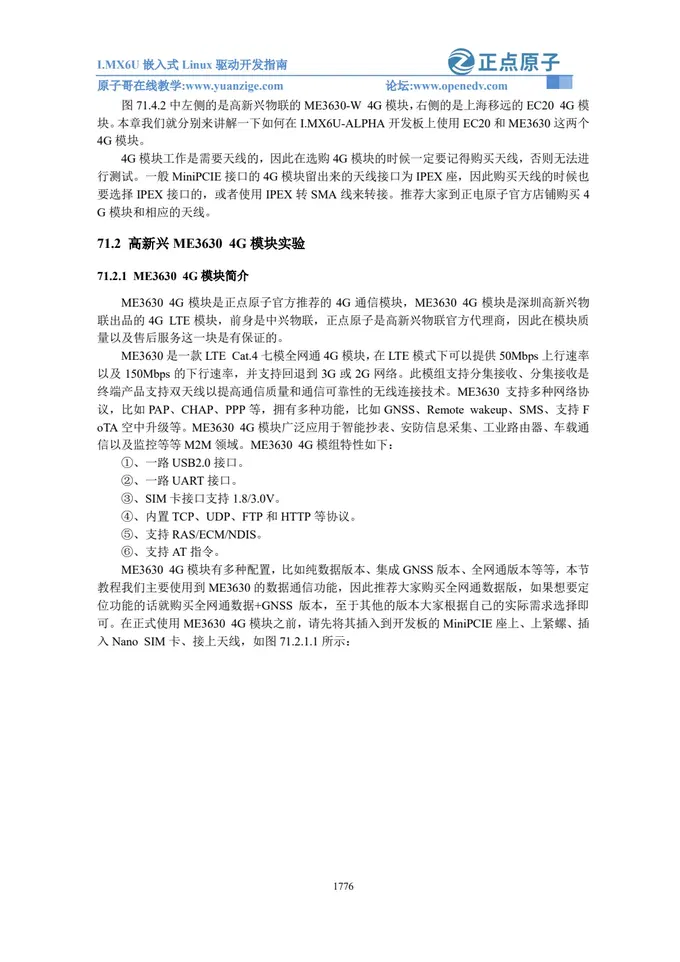 I.MX6U 嵌入式 Linux 驱动开发指南
正点原子
原子哥在线教学:www.yuanzige.com 论坛:www.openedv.com
图 71.4.2 中左侧的是高新兴物联的 ME3630-W 4G 模块，右侧的是上海移远的 EC20 4G 模
块。本章我们就分别来讲解一下如何在 I.MX6U-ALPHA 开发板上使用 EC20 和 ME3630 这两个
4G 模块。
4G 模块工作是需要天线的，因此在选购 4G 模块的时候一定要记得购买天线，否则无法进
行测试。一般 MiniPCIE 接口的 4G 模块留出来的天线接口为 IPEX 座，因此购买天线的时候也
要选择 IPEX 接口的，或者使用 IPEX 转 SMA 线来转接。推荐大家到正电原子官方店铺购买 4
G 模块和相应的天线。
71.2 高新兴 ME3630 4G 模块实验
71.2.1 ME3630 4G 模块简介
ME3630 4G 模块是正点原子官方推荐的 4G 通信模块，ME3630 4G 模块是深圳高新兴物
联出品的 4G LTE 模块，前身是中兴物联，正点原子是高新兴物联官方代理商，因此在模块质
量以及售后服务这一块是有保证的。
ME3630 是一款 LTE Cat.4 七模全网通 4G 模块，在 LTE 模式下可以提供 50Mbps 上行速率
以及 150Mbps 的下行速率，并支持回退到 3G 或 2G 网络。此模组支持分集接收、分集接收是
终端产品支持双天线以提高通信质量和通信可靠性的无线连接技术。ME3630 支持多种网络协
议，比如 PAP、CHAP、PPP 等，拥有多种功能，比如 GNSS、Remote wakeup、SMS、支持 F
oTA 空中升级等。ME3630 4G 模块广泛应用于智能抄表、安防信息采集、工业路由器、车载通
信以及监控等等 M2M 领域。ME3630 4G 模组特性如下：
①、一路 USB2.0 接口。
②、一路 UART 接口。
③、SIM 卡接口支持 1.8/3.0V。
④、内置 TCP、UDP、FTP 和 HTTP 等协议。
⑤、支持 RAS/ECM/NDIS。
⑥、支持 AT 指令。
ME3630 4G 模块有多种配置，比如纯数据版本、集成 GNSS 版本、全网通版本等等，本节
教程我们主要使用到 ME3630 的数据通信功能，因此推荐大家购买全网通数据版，如果想要定
位功能的话就购买全网通数据+GNSS 版本，至于其他的版本大家根据自己的实际需求选择即
可。在正式使用 ME3630 4G 模块之前，请先将其插入到开发板的 MiniPCIE 座上、上紧螺、插
入 Nano SIM 卡、接上天线，如图 71.2.1.1 所示：
1776